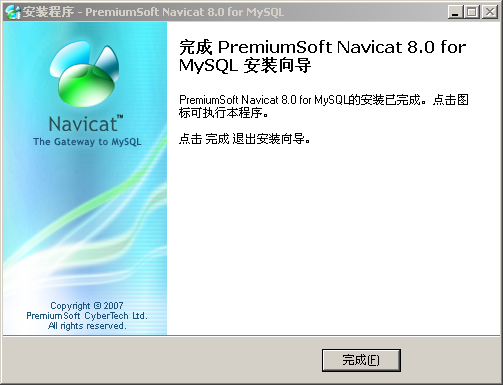 安装程序 - PremiumSoft Navicat 8.0 for MySQL
完成 PremiumSoft Navicat 8.0 for
MySQL 安装向导
PremiumSoft Navicat 8.0 for MySQL的安装已完成。点击图
标可执行本程序。
点击 完成 退出安装向导。
Navicat™
The Gateway to MySQL
Copyright © 2007
PremiumSoft CyberTech Ltd.
All rights reserved.
完成(F)